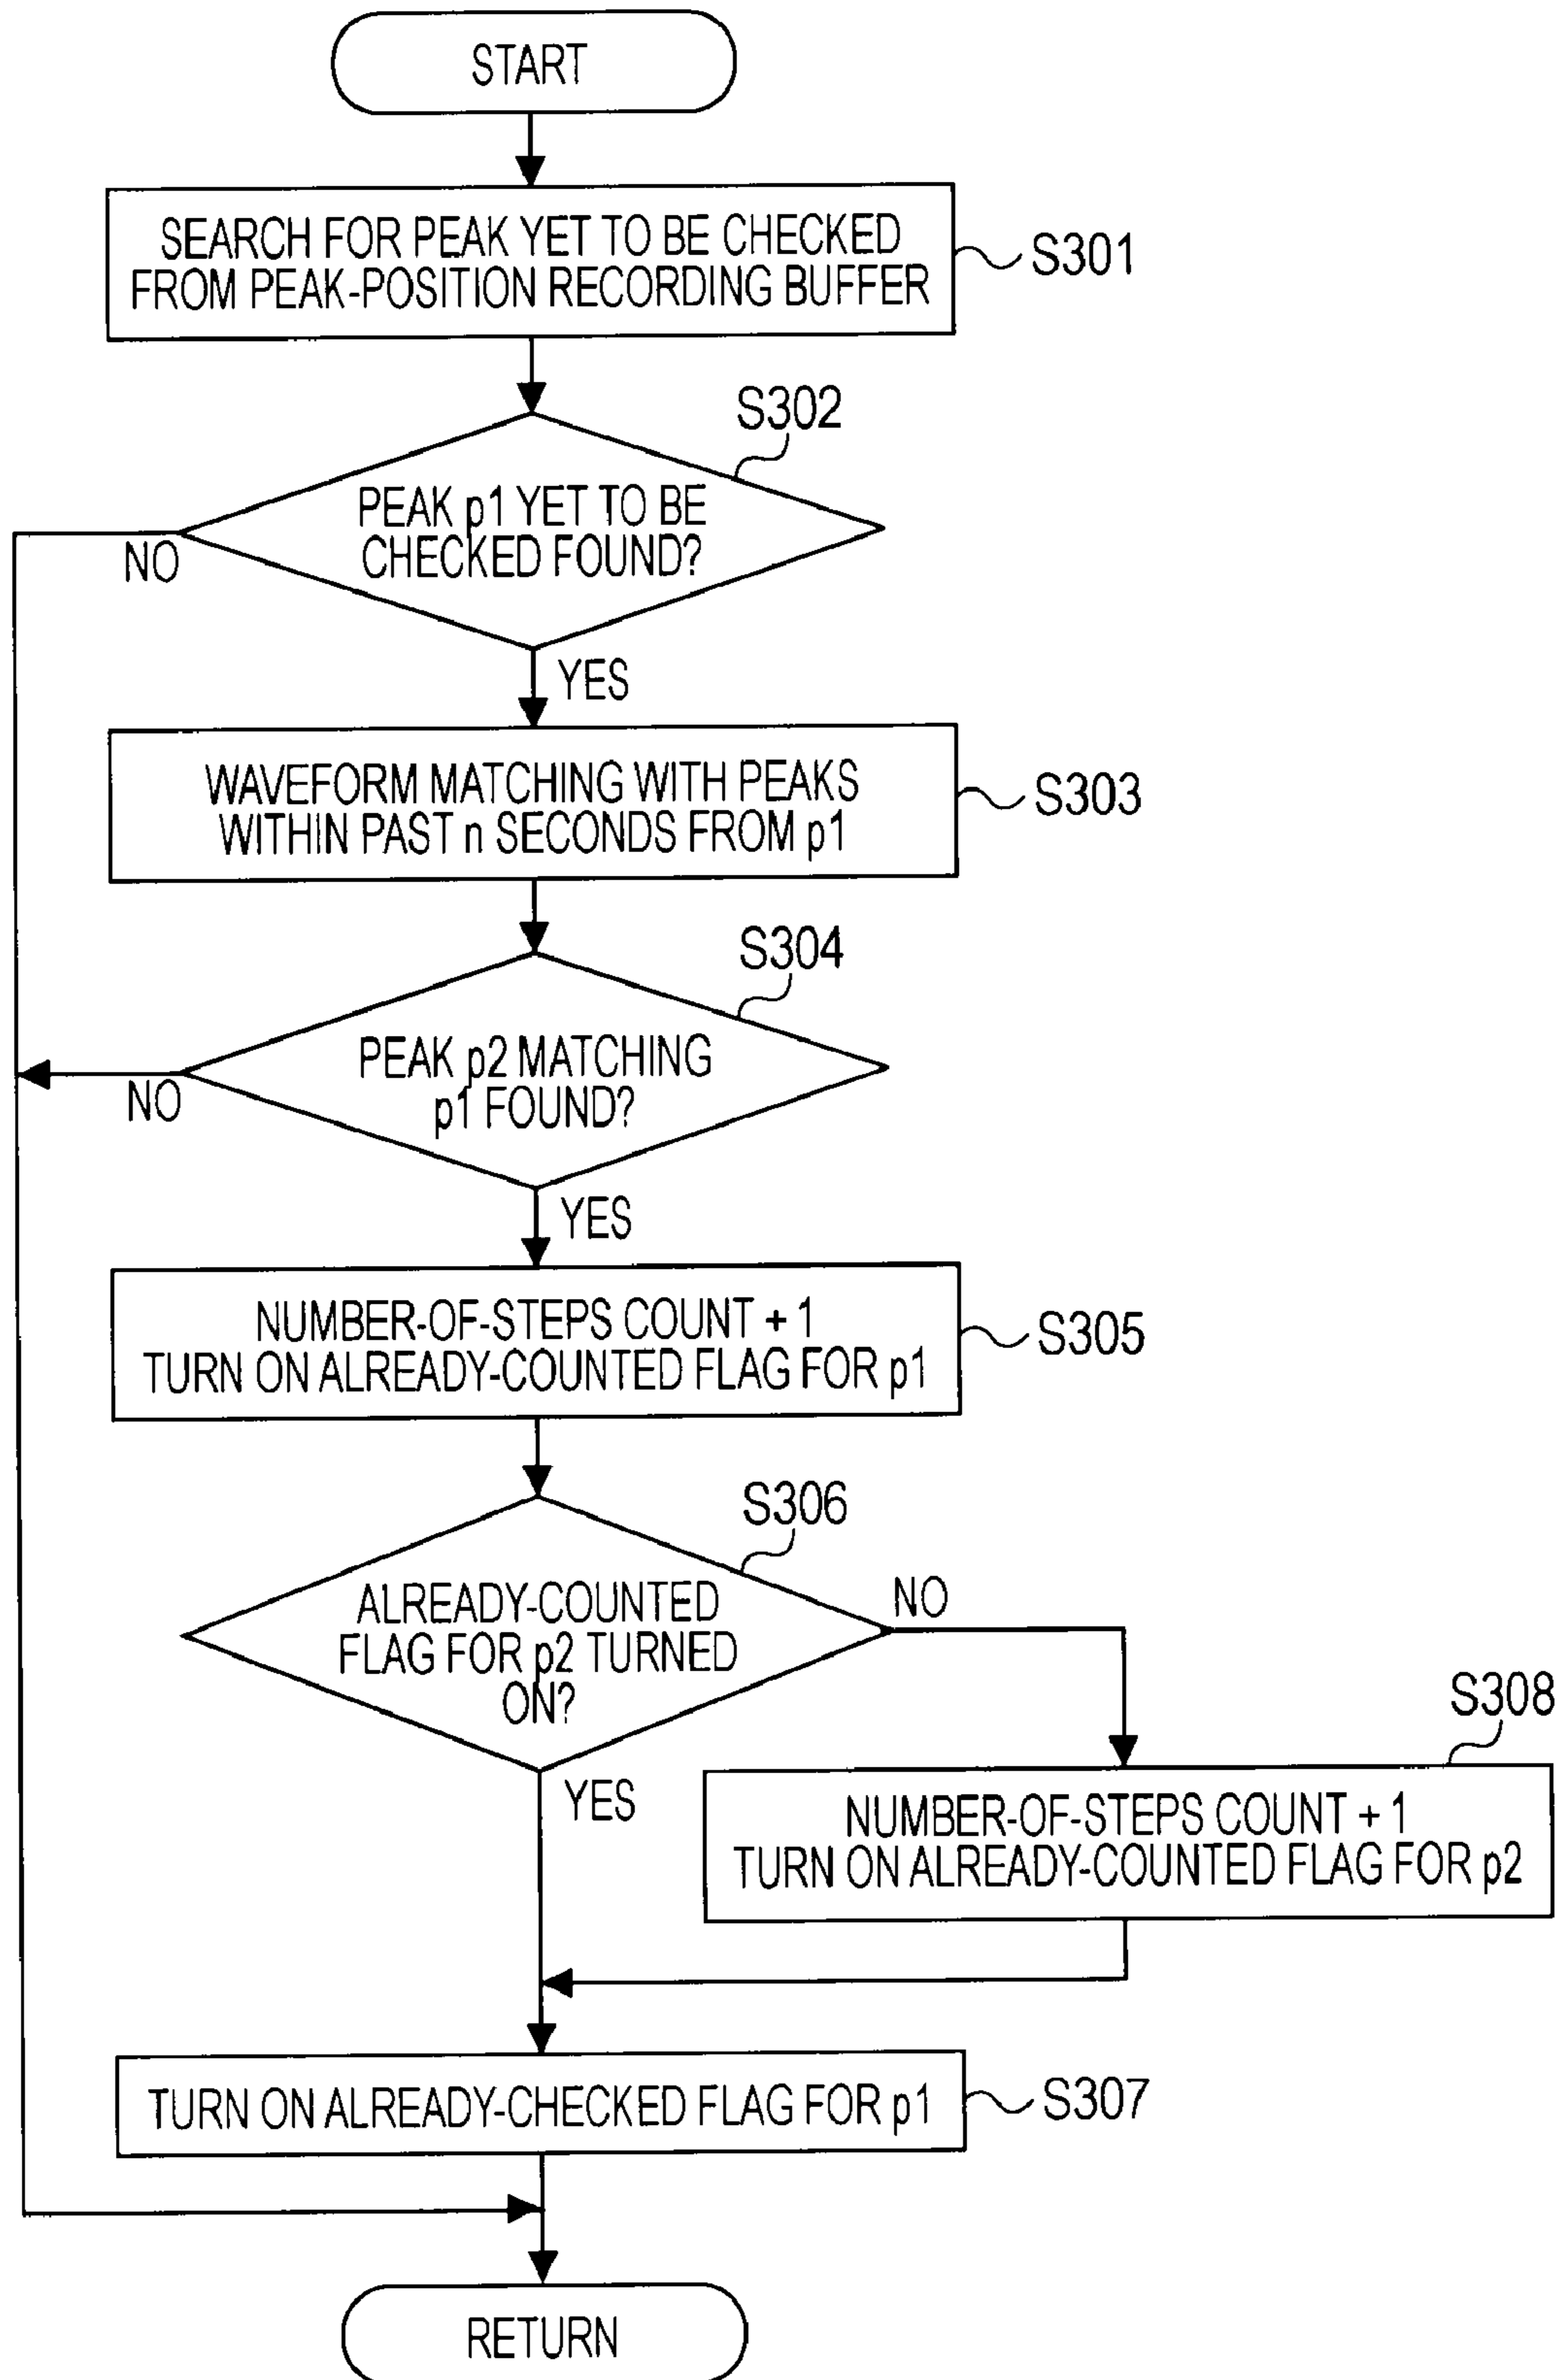 START
SEARCH FOR PEAK YET TO BE CHECKED
FROM PEAK-POSITION RECORDING BUFFER
S301
S302
PEAK p1 YET TO BE
CHECKED FOUND?
NO
YES
WAVEFORM MATCHING WITH PEAKS
WITHIN PAST n SECONDS FROM p1
S303
S304
PEAK p2 MATCHING
p1 FOUND?
NO
YES
NUMBER-OF-STEPS COUNT + 1
TURN ON ALREADY-COUNTED FLAG FOR p1
S305
S306
ALREADY-COUNTED
FLAG FOR p2 TURNED
ON?
NO
YES
S308
NUMBER-OF-STEPS COUNT + 1
TURN ON ALREADY-COUNTED FLAG FOR p2
TURN ON ALREADY-CHECKED FLAG FOR p1
S307
RETURN